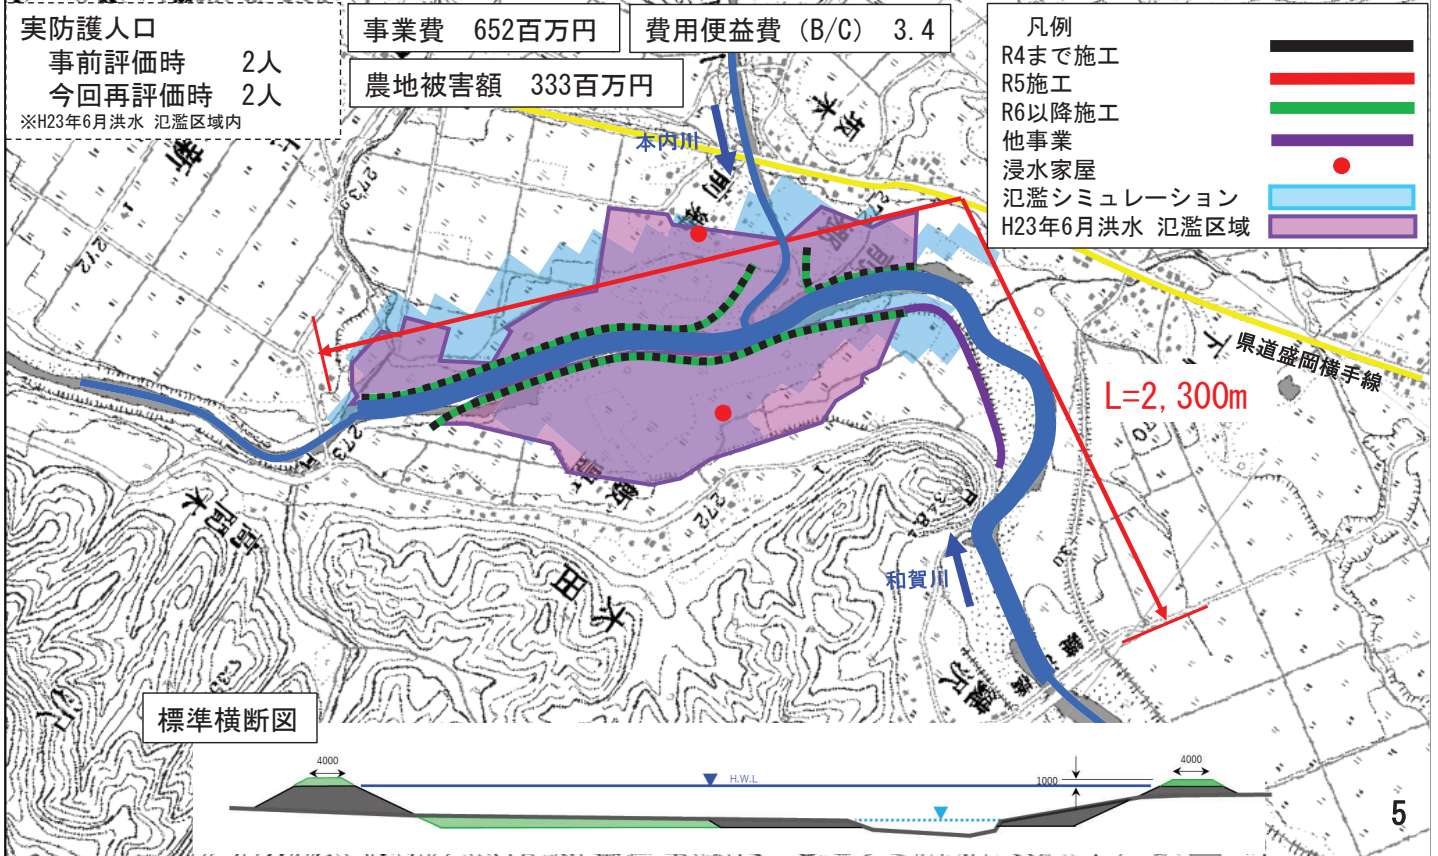 実防護人口
事前評価時 2人
今回再評価時 2人
※H23年6月洪水 氾濫区域内
事業費 652百万円
費用便益費 (B/C) 3.4
農地被害額 333百万円
凡例
R4まで施工
R5施工
R6以降施工
他事業
浸水家屋
氾濫シミュレーション
H23年6月洪水 氾濫区域
本内川
県道盛岡横手線
L=2,300m
和賀川
273
272
273
272
272
標準横断図
4000
H.W.L
1000
4000
5